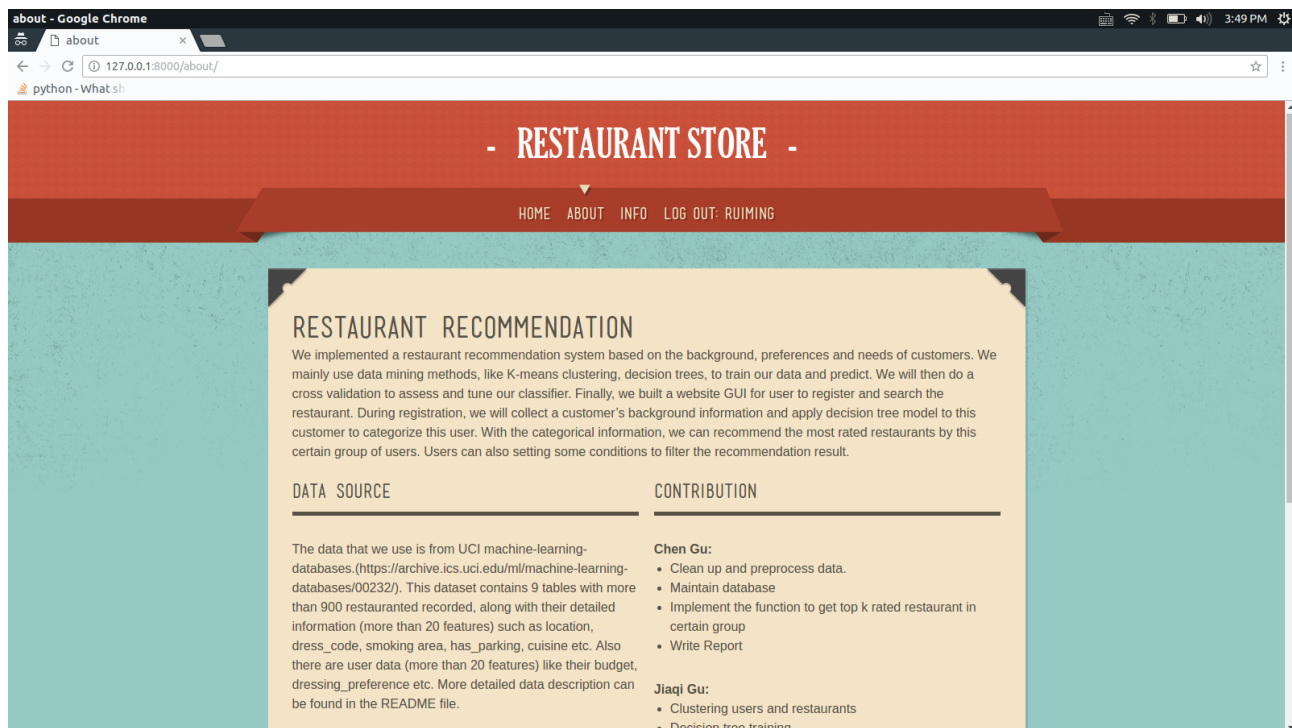 about - Google Chrome
3:49 PM
about ×
127.0.0.1:8000/about/
python - What sh
- RESTAURANT STORE -
HOME ABOUT INFO LOG OUT: RUIMING
RESTAURANT RECOMMENDATION
We implemented a restaurant recommendation system based on the background, preferences and needs of customers. We
mainly use data mining methods, like K-means clustering, decision trees, to train our data and predict. We will then do a
cross validation to assess and tune our classifier. Finally, we built a website GUI for user to register and search the
restaurant. During registration, we will collect a customer’s background information and apply decision tree model to this
customer to categorize this user. With the categorical information, we can recommend the most rated restaurants by this
certain group of users. Users can also setting some conditions to filter the recommendation result.
DATA SOURCE
The data that we use is from UCI machine-learning-
databases.(https://archive.ics.uci.edu/ml/machine-learning-
databases/00232/). This dataset contains 9 tables with more
than 900 restauranted recorded, along with their detailed
information (more than 20 features) such as location,
dress_code, smoking area, has_parking, cuisine etc. Also
there are user data (more than 20 features) like their budget,
dressing_preference etc. More detailed data description can
be found in the README file.
CONTRIBUTION
Chen Gu:
• Clean up and preprocess data.
• Maintain database
• Implement the function to get top k rated restaurant in
certain group
• Write Report
Jiaqi Gu:
• Clustering users and restaurants
• Decision tree training